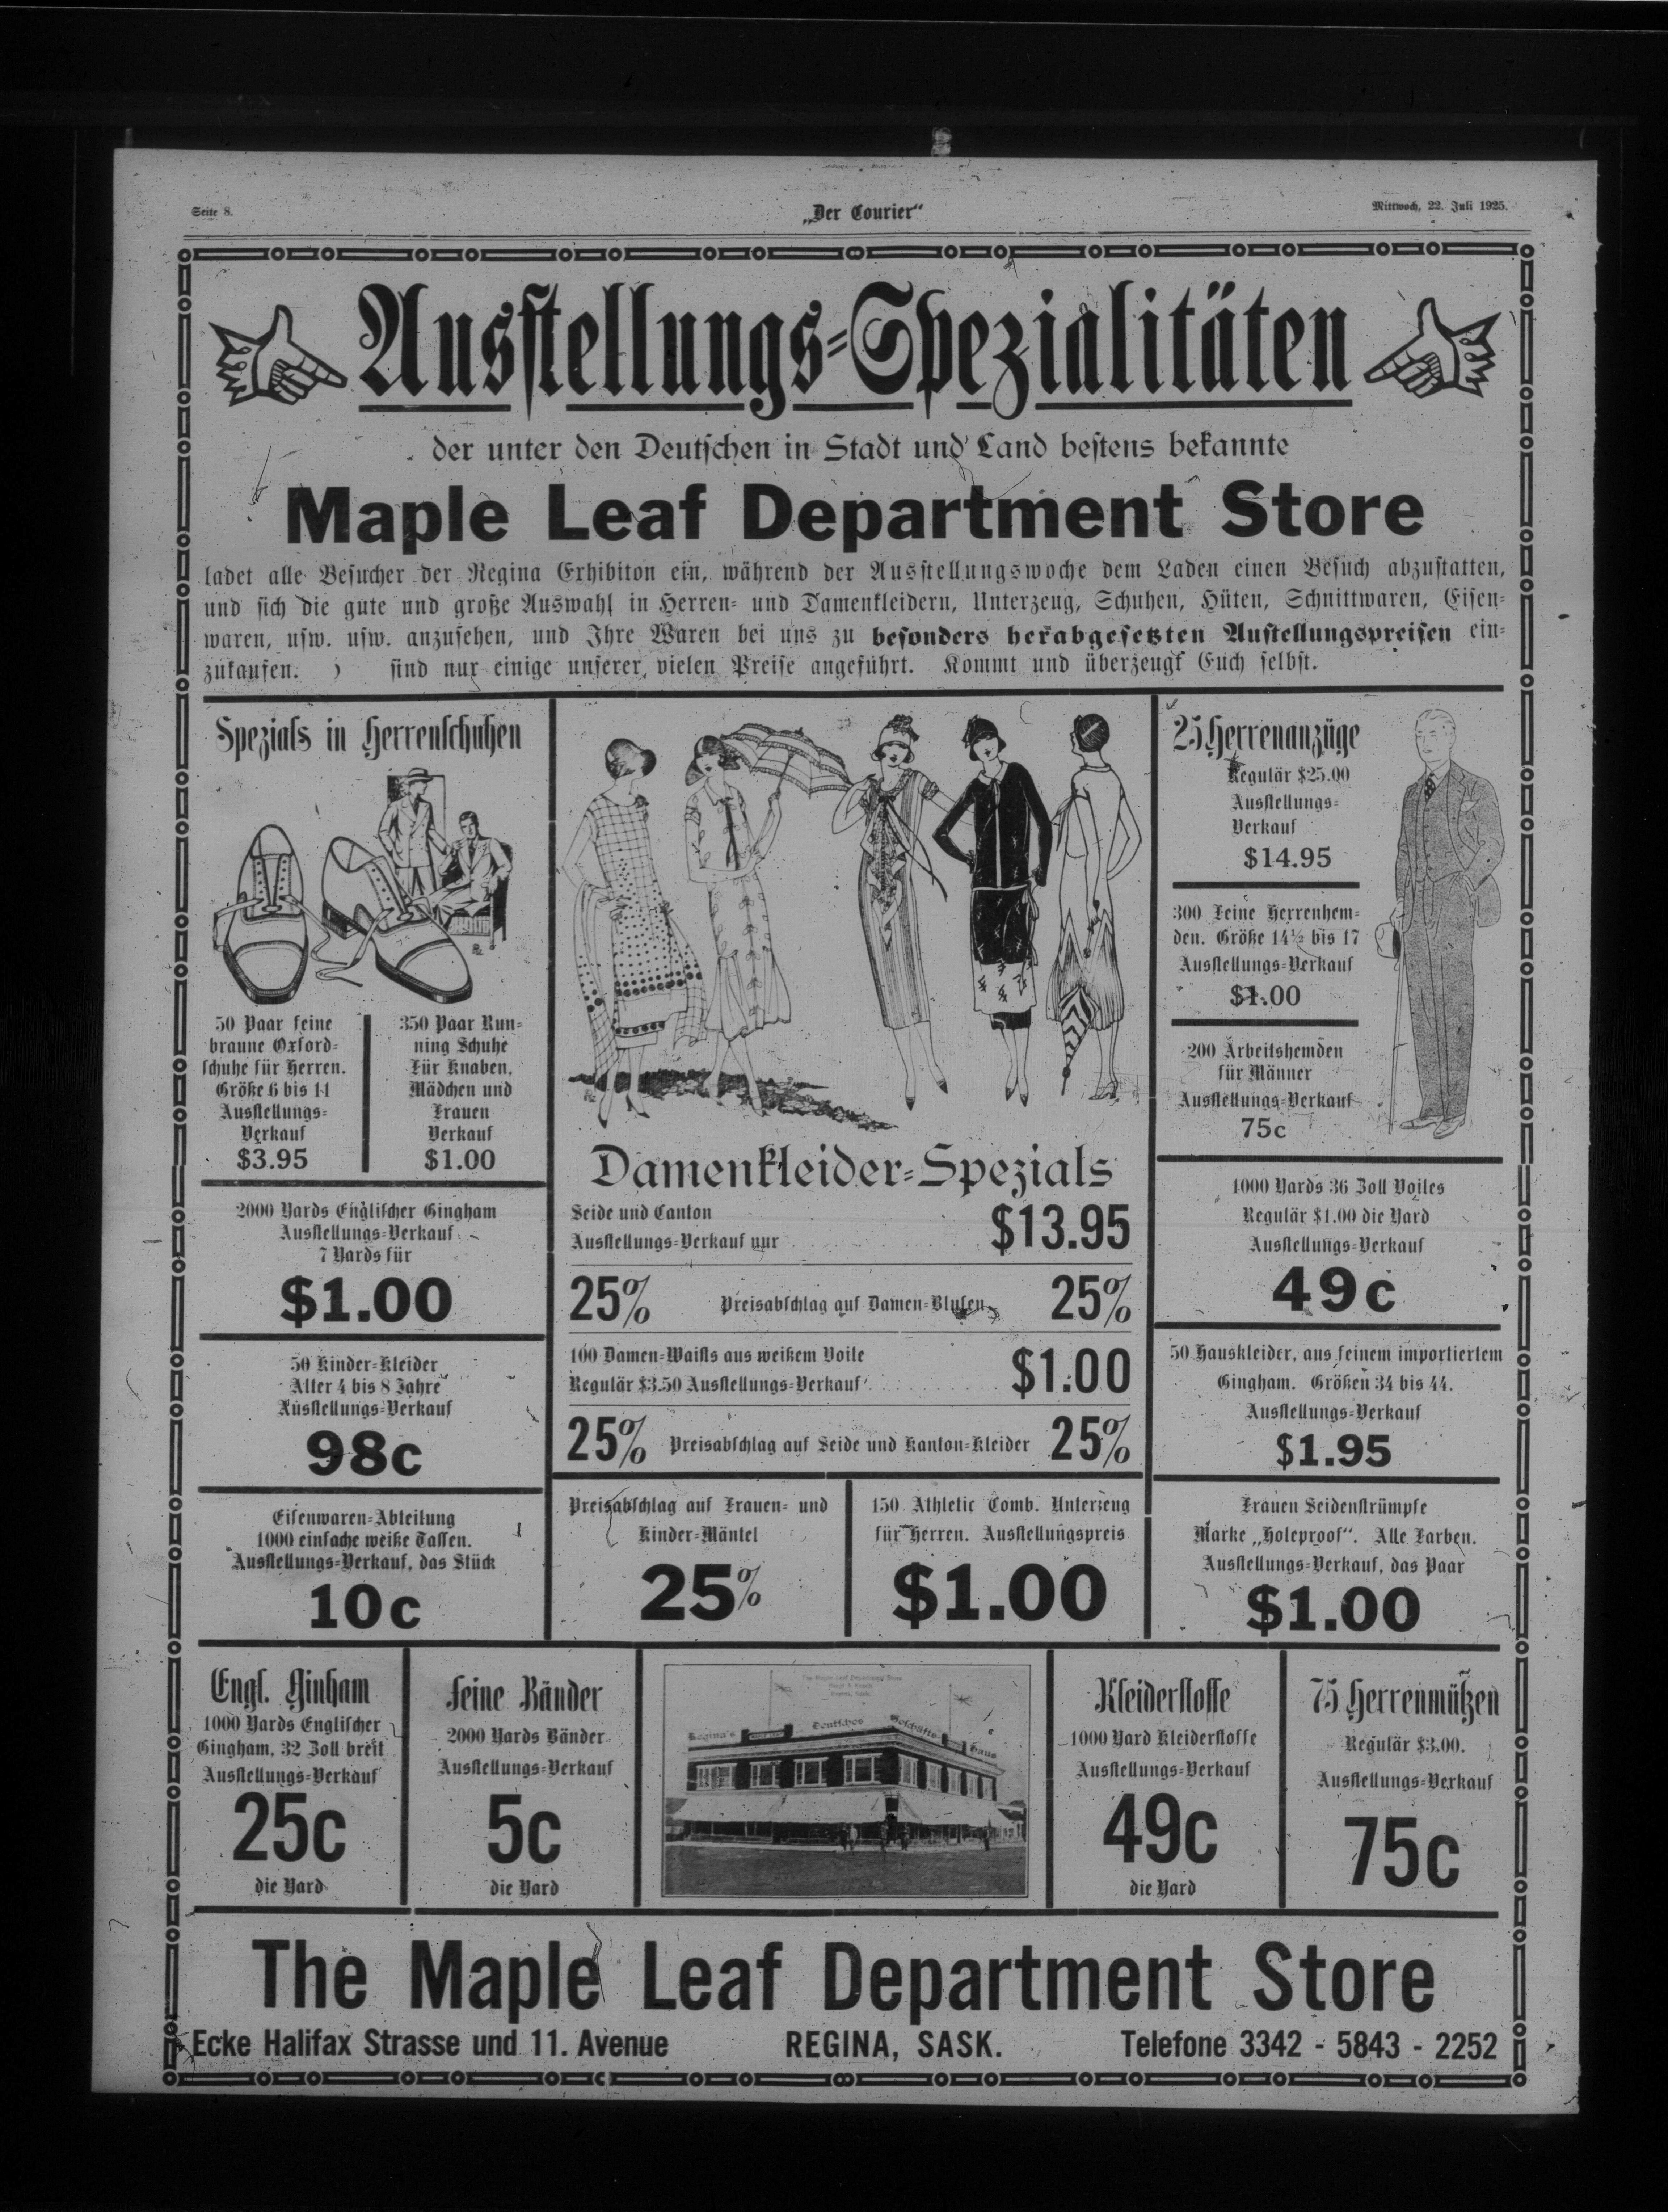 Seite 8.
„Der Courier“
Mittwoch, 22. Juli 1925.
Ausstellungs-Spezialitäten
der unter den Deutschen in Stadt und Land bestens bekannte
Maple Leaf Department Store
ladet alle Besucher der Regina Exhibiton ein, während der Ausstellungswoche dem Laden einen Besuch abzustatten,
und sich die gute und große Auswahl in Herren- und Damenkleidern, Unterzeug, Schuhen, Hüten, Schnittwaren, Eisen-
waren, usw. usw. anzusehen, und Ihre Waren bei uns zu besonders herabgesetzten Austellungspreisen ein-
zukaufen. sind nur einige unserer vielen Preise angeführt. Kommt und überzeugt Euch selbst.
Spezials in Herrenschuhen
50 Paar feine
braune Oxford-
schuhe für Herren.
Größe 6 bis 11
Ausstellungs-
Verkauf
$3.95
350 Paar Run-
ning Schuhe
Für Knaben,
Mädchen und
Frauen
Verkauf
$1.00
2000 Yards Englischer Gingham
Ausstellungs-Verkauf
7 Yards für
$1.00
50 Kinder-Kleider
Alter 4 bis 8 Jahre
Ausstellungs-Verkauf
98c
Eisenwaren-Abteilung
1000 einfache weiße Tassen.
Ausstellungs-Verkauf, das Stück
10c
Damenkleider-Spezials
Seide und Canton
Ausstellungs-Verkauf nur
$13.95
25% Preisabschlag auf Damen-Blusen 25%
100 Damen-Waists aus weißem Voile
Regulär $3.50 Ausstellungs-Verkauf
$1.00
25% Preisabschlag auf Seide und Kanton-Kleider 25%
Preisabschlag auf Frauen- und
Kinder-Mäntel
25%
150 Athletic Comb. Unterzeug
für Herren. Ausstellungspreis
$1.00
25 Herrenanzüge
Regulär $25.00
Ausstellungs-
Verkauf
$14.95
300 Feine Herrenhem-
den. Größe 14½ bis 17
Ausstellungs-Verkauf
$1.00
200 Arbeitshemden
für Männer
Ausstellungs-Verkauf
75c
1000 Yards 36 Zoll Voiles
Regulär $1.00 die Yard
Ausstellungs-Verkauf
49c
50 Hauskleider, aus feinem importiertem
Gingham. Größen 34 bis 44.
Ausstellungs-Verkauf
$1.95
Frauen Seidenstrümpfe
Marke „Holeproof“. Alle Farben.
Ausstellungs-Verkauf, das Paar
$1.00
Engl. Ginham
1000 Yards Englischer
Gingham, 32 Zoll breit
Ausstellungs-Verkauf
25c
die Yard
Feine Bänder
2000 Yards Bänder
Ausstellungs-Verkauf
5c
die Yard
The Maple Leaf Department Store
Regina's Deutsches Geschäfts Haus
Kleiderstoffe
1000 Yard Kleiderstoffe
Ausstellungs-Verkauf
49c
die Yard
75 Herrenmützen
Regulär $3.00.
Ausstellungs-Verkauf
75c
The Maple Leaf Department Store
Ecke Halifax Strasse und 11. Avenue REGINA, SASK. Telefone 3342 - 5843 - 2252